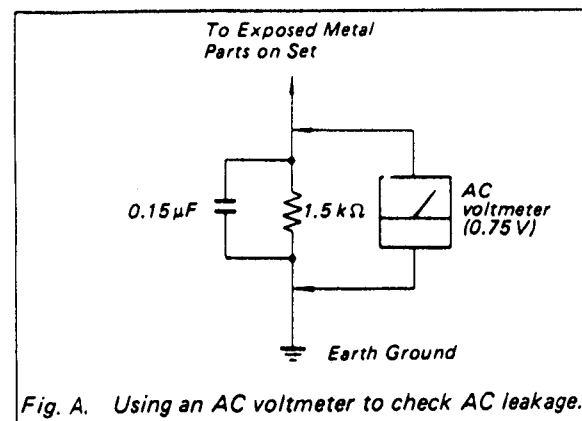 To Exposed Metal
Parts on Set
0.15μF
1.5 kΩ
AC
voltmeter
(0.75 V)
Earth Ground
Fig. A. Using an AC voltmeter to check AC leakage.